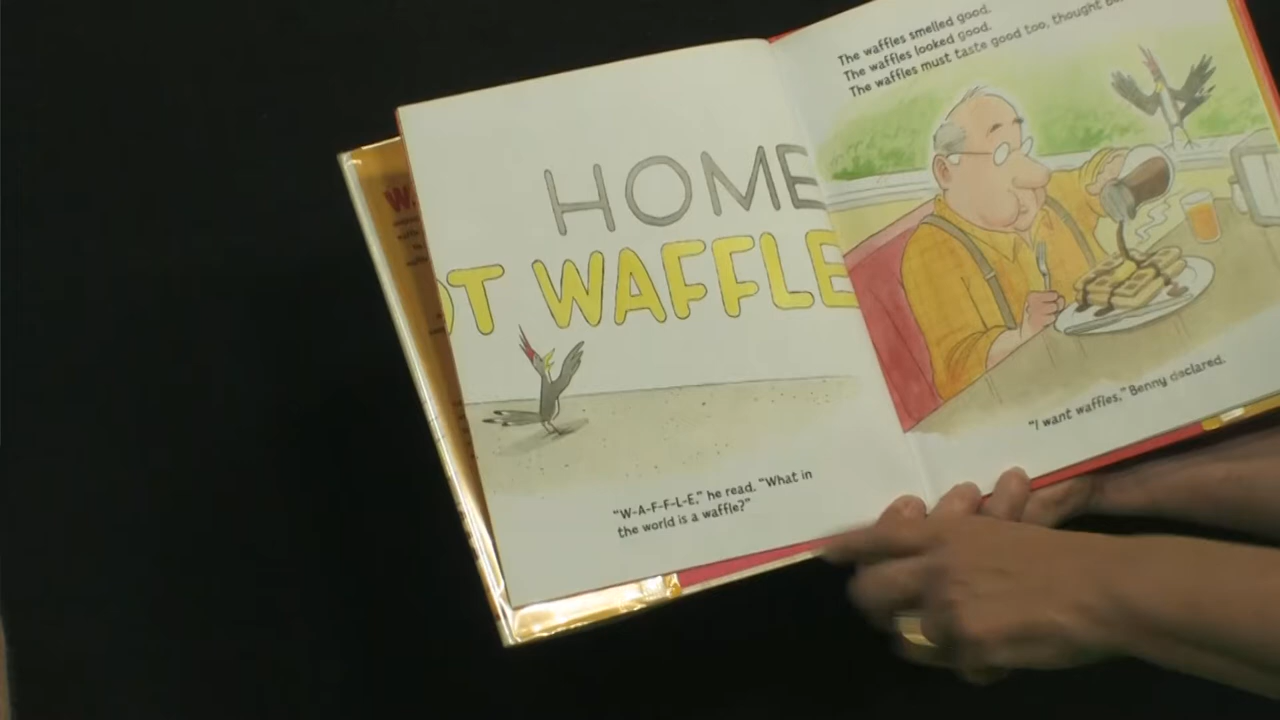 HOME
OT WAFFLE
"W-A-F-F-L-E," he read. "What in
the world is a waffle?"
The waffles smelled good.
The waffles looked good.
The waffles must taste good too, thought
"I want waffles," Benny declared.